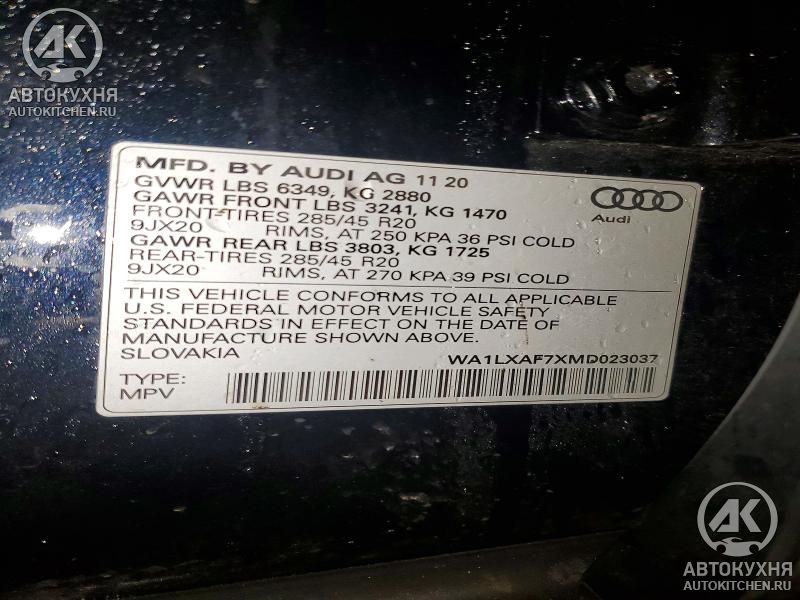 АК
АВТОКУХНЯ
AUTOKITCHEN.RU
MFD. BY AUDI AG 11 20
GVWR LBS 6349, KG 2880
GAWR FRONT LBS 3241, KG 1470
FRONT-TIRES 285/45 R20
9JX20 RIMS, AT 250 KPA 36 PSI COLD
GAWR REAR LBS 3803, KG 1725
REAR-TIRES 285/45 R20
9JX20 RIMS, AT 270 KPA 39 PSI COLD
Audi
THIS VEHICLE CONFORMS TO ALL APPLICABLE
U.S. FEDERAL MOTOR VEHICLE SAFETY
STANDARDS IN EFFECT ON THE DATE OF
MANUFACTURE SHOWN ABOVE.
SLOVAKIA WA1LXAF7XMD023037
TYPE:
MPV
АК
АВТОКУХНЯ
AUTOKITCHEN.RU